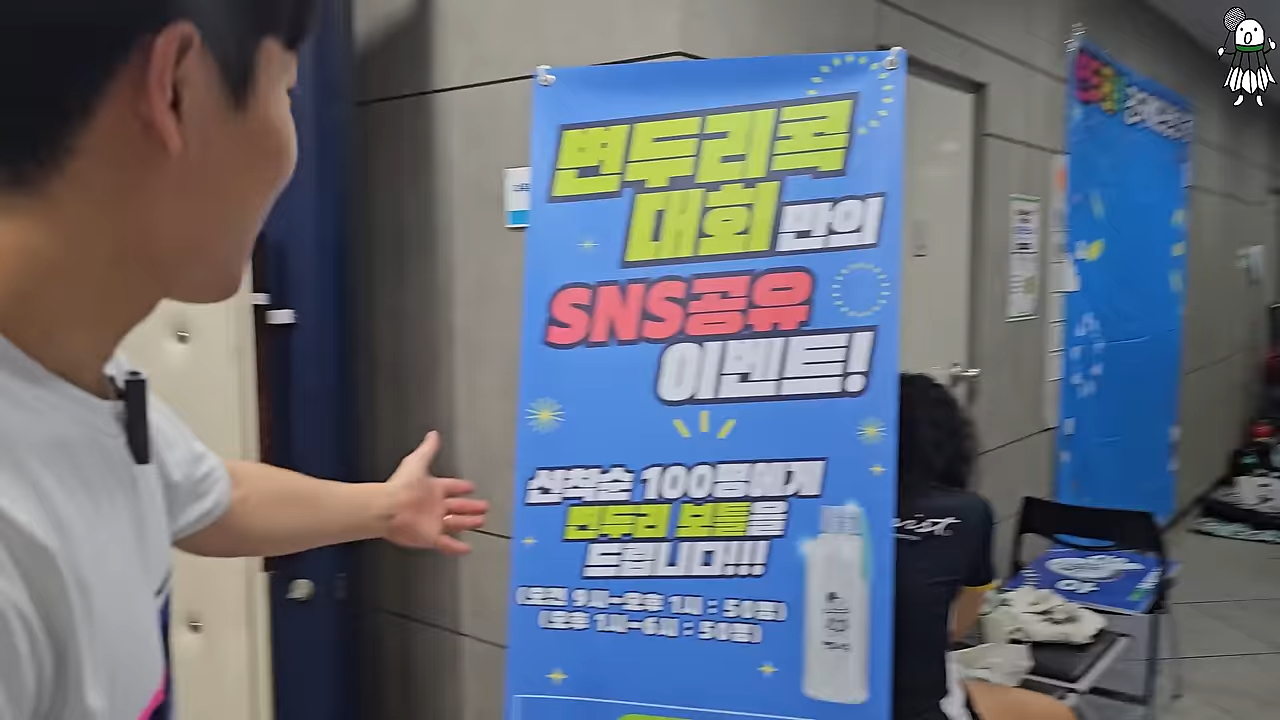 변두리콕
대회만의
SNS공유
이벤트!
선착순 100명에게
변두리 보틀을
드립니다!!!
(오전 9시-오후 1시 : 50명)
(오후 1시-6시 : 50명)